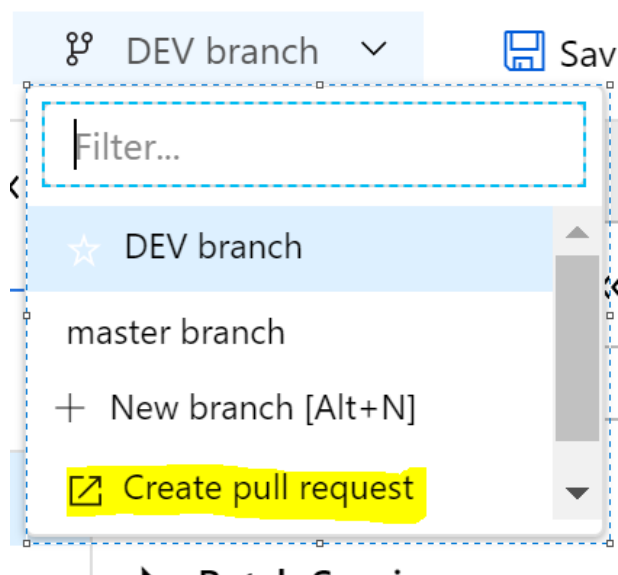 DEV branch
Sav
Filter...
DEV branch
master branch
New branch [Alt+N]
Create pull request